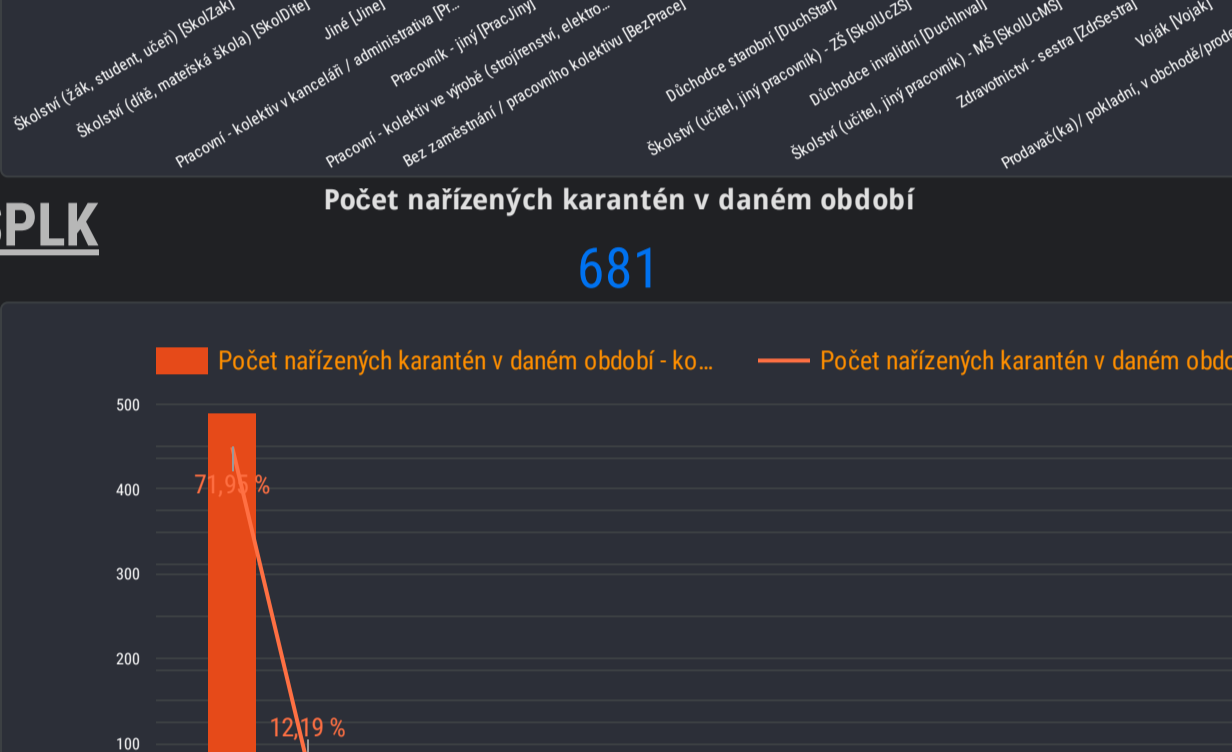 Školství (žák, student, učeň) [SkolZak]
Školství (dítě, mateřská škola) [SkolDite]
Jiné [Jine]
Pracovní - kolektiv v kanceláři / administrativa [Pr...
Pracovník - jiný [PracJiny]
Pracovní - kolektiv ve výrobě (strojírenství, elektro...
Bez zaměstnání / pracovního kolektivu [BezPrace]
Důchodce starobní [DuchStar]
Školství (učitel, jiný pracovník) - ZŠ [SkolUcZS]
Důchodce invalidní [DuchInval]
Školství (učitel, jiný pracovník) - MŠ [SkolUcMS]
Zdravotnictví - sestra [ZdrSestra]
Voják [Vojak]
Prodavač(ka)/ pokladní, v obchodě/prode
SPLK
Počet nařízených karantén v daném období
681
Počet nařízených karantén v daném období - ko...
Počet nařízených karantén v daném obdo
500
71,95 %
400
300
200
12,19 %
100